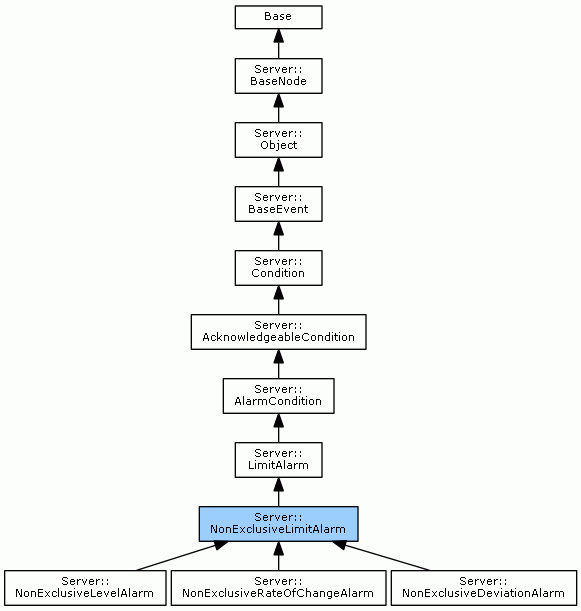 Base
Server::
BaseNode
Server::
Object
Server::
BaseEvent
Server::
Condition
Server::
AcknowledgeableCondition
Server::
AlarmCondition
Server::
LimitAlarm
Server::
NonExclusiveLimitAlarm
Server::
NonExclusiveLevelAlarm
Server::
NonExclusiveRateOfChangeAlarm
Server::
NonExclusiveDeviationAlarm